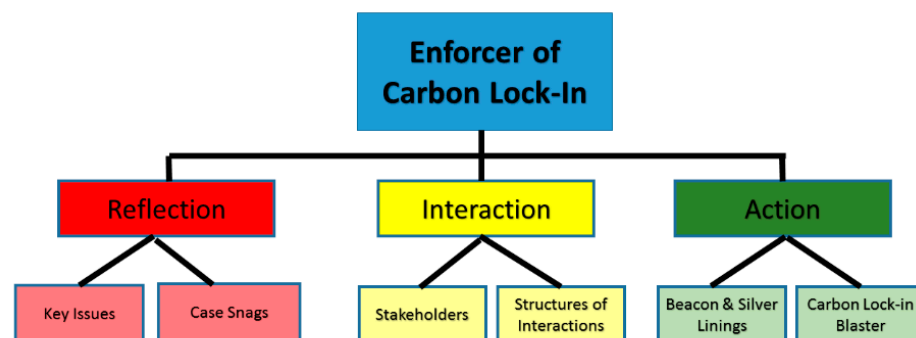 Enforcer of
Carbon Lock-In
Reflection
Interaction
Action
Key Issues
Case Snags
Stakeholders
Structures of
Interactions
Beacon & Silver
Linings
Carbon Lock-in
Blaster